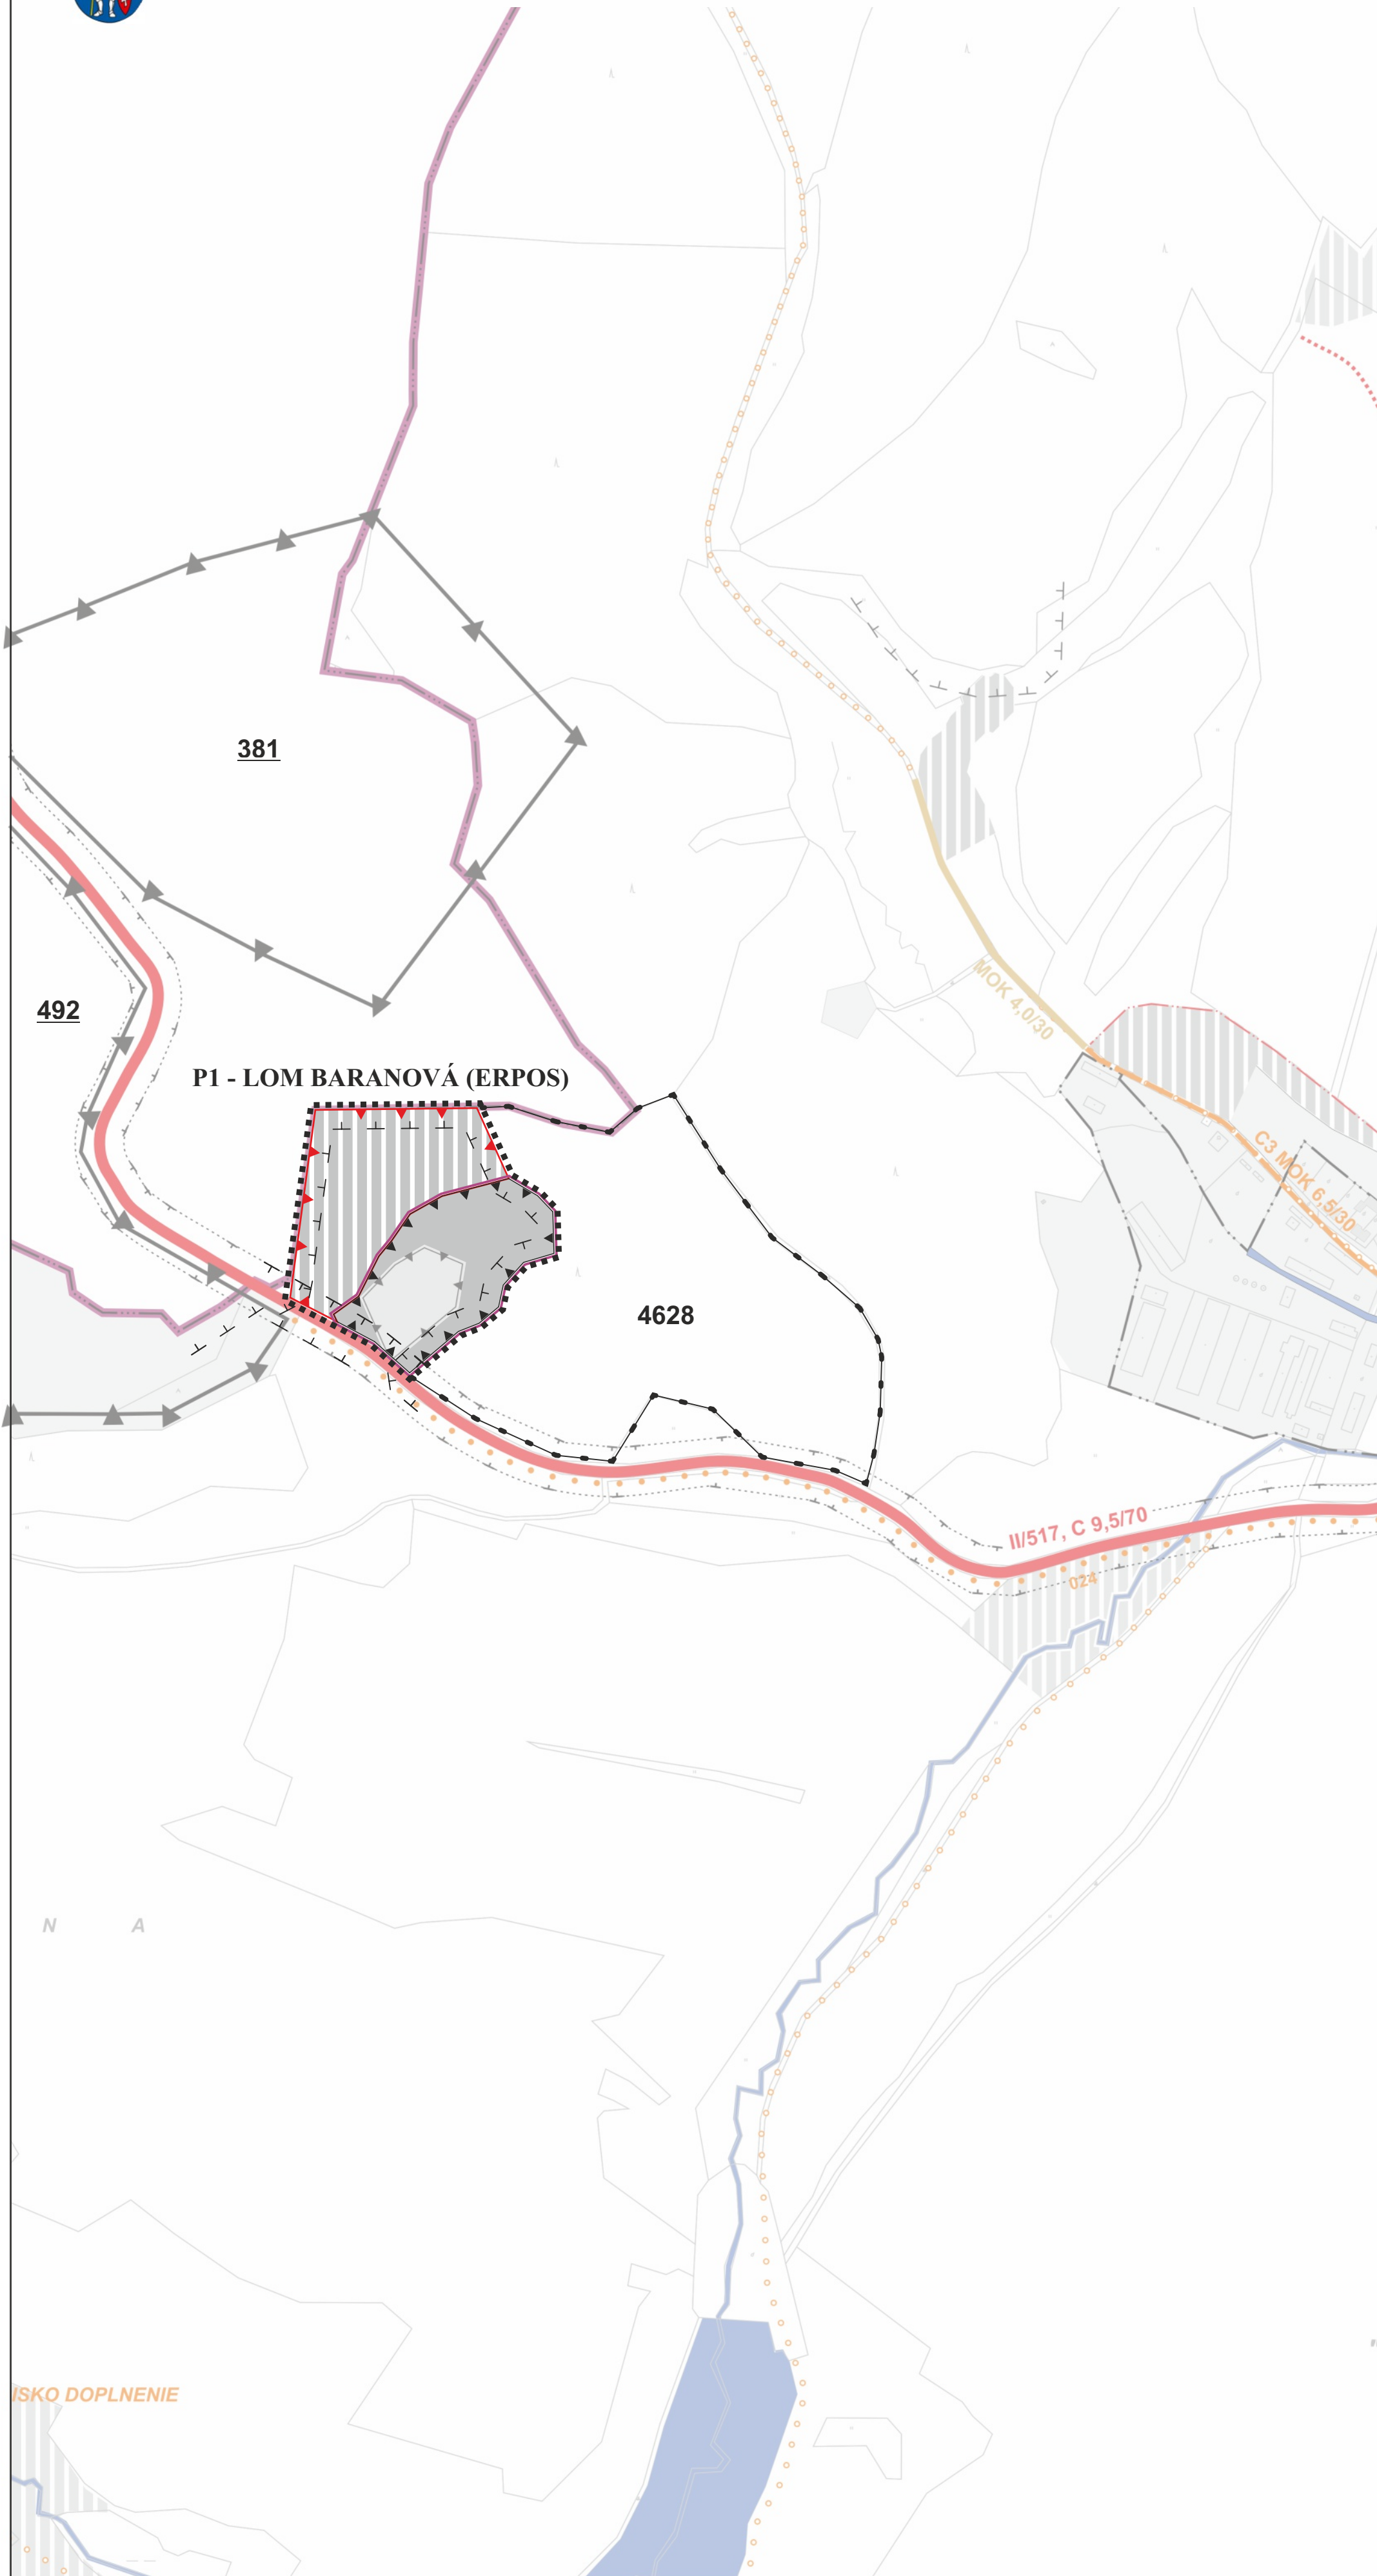 381
492
MOK 4,0/30
P1 - LOM BARANOVÁ (ERPOS)
C3 MOK 6,5/30
4628
II/517, C 9,5/70
024
N A
ISKO DOPLNENIE